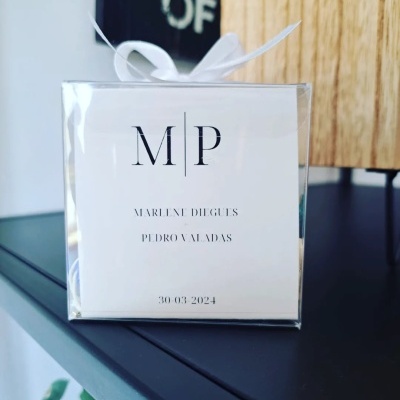 OF
M|P
MARLENE DIEGUES
PEDRO VALADAS
30-03-2024